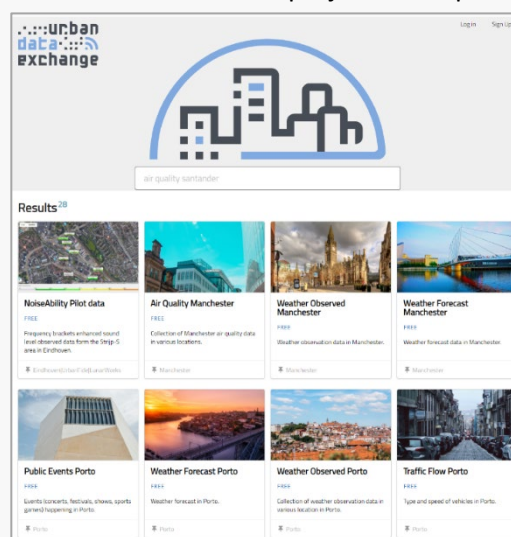 urban
data
exchange
Login Sign Up
air quality santander
Results 28
NoiseAbility Pilot data
FREE
Frequency brackets enhanced sound
level observed data form the Strijp-S
area in Eindhoven.
Air Quality Manchester
FREE
Collection of Manchester air quality data
in various locations.
Manchester
Weather Observed
Manchester
FREE
Weather observation data in Manchester.
Manchester
Weather Forecast
Manchester
FREE
Weather forecast data in Manchester.
Manchester
Public Events Porto
FREE
Events (concerts, festivals, shows, sports
games) happening in Porto.
Porto
Weather Forecast Porto
FREE
Weather forecast in Porto.
Porto
Weather Observed Porto
FREE
Collection of weather observation data in
various location in Porto.
Porto
Traffic Flow Porto
FREE
Type and speed of vehicles in Porto.
Porto